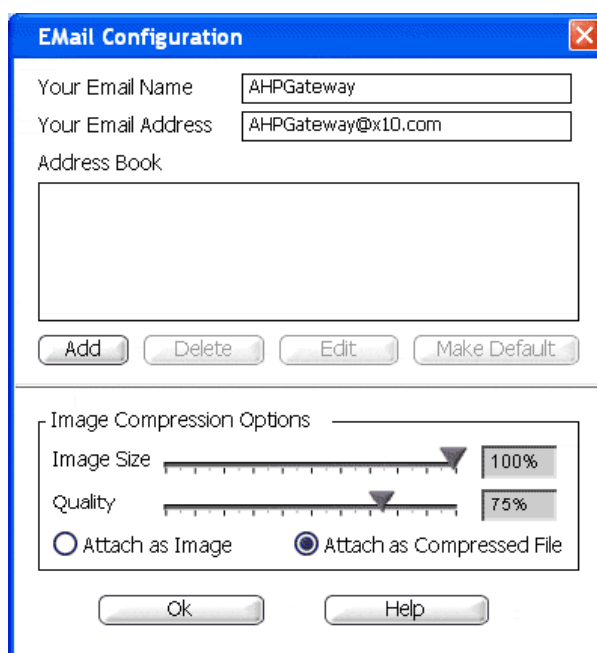 EMail Configuration
Your Email Name AHPGateway
Your Email Address AHPGateway@x10.com
Address Book
Add Delete Edit Make Default
Image Compression Options
Image Size 100%
Quality 75%
Attach as Image Attach as Compressed File
Ok Help